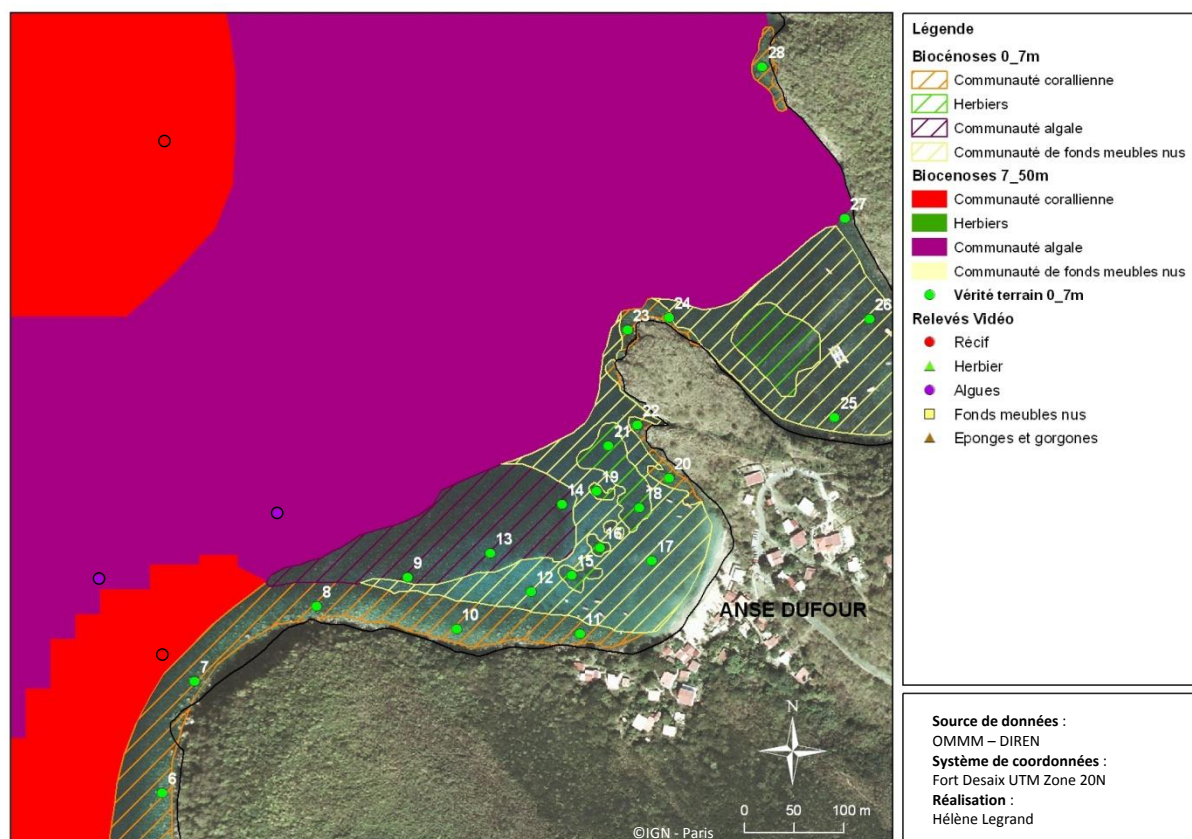 28
27
26
25
24
23
22
21
20
19
18
17
16
15
14
13
12
11
10
9
8
7
6
ANSE DUFOUR
N
0 50 100 m
©IGN - Paris
Légende
Biocénoses 0_7m
Communauté corallienne
Herbiers
Communauté algale
Communauté de fonds meubles nus
Biocenoses 7_50m
Communauté corallienne
Herbiers
Communauté algale
Communauté de fonds meubles nus
Vérité terrain 0_7m
Relevés Vidéo
Récif
Herbier
Algues
Fonds meubles nus
Eponges et gorgones
Source de données :
OMMM – DIREN
Système de coordonnées :
Fort Desaix UTM Zone 20N
Réalisation :
Hélène Legrand